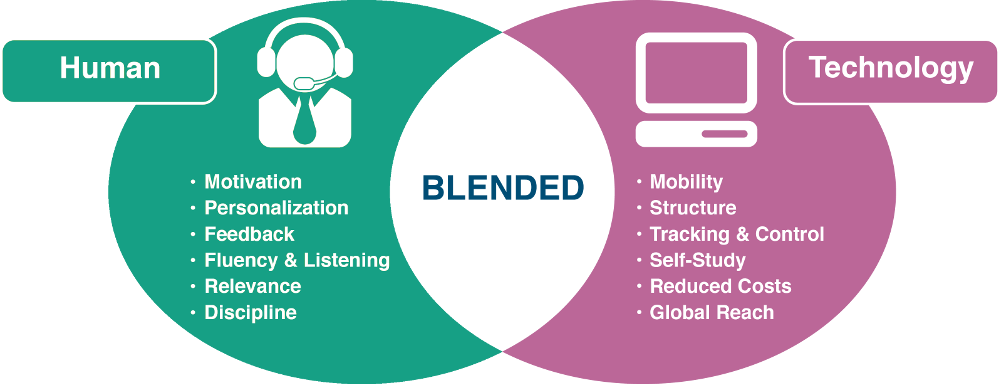 Human
• Motivation
• Personalization
• Feedback
• Fluency & Listening
• Relevance
• Discipline
BLENDED
Technology
• Mobility
• Structure
• Tracking & Control
• Self-Study
• Reduced Costs
• Global Reach